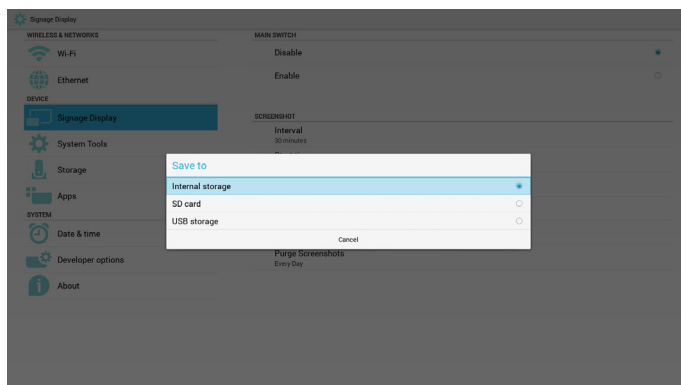 Signage Display
WIRELESS & NETWORKS
Wi-Fi
Ethernet
DEVICE
Signage Display
System Tools
Storage
Apps
SYSTEM
Date & time
Developer options
About
MAIN SWITCH
Disable
Enable
SCREENSHOT
Interval
30 minutes
Save to
Internal storage
SD card
USB storage
Cancel
Purge Screenshots
Every Day